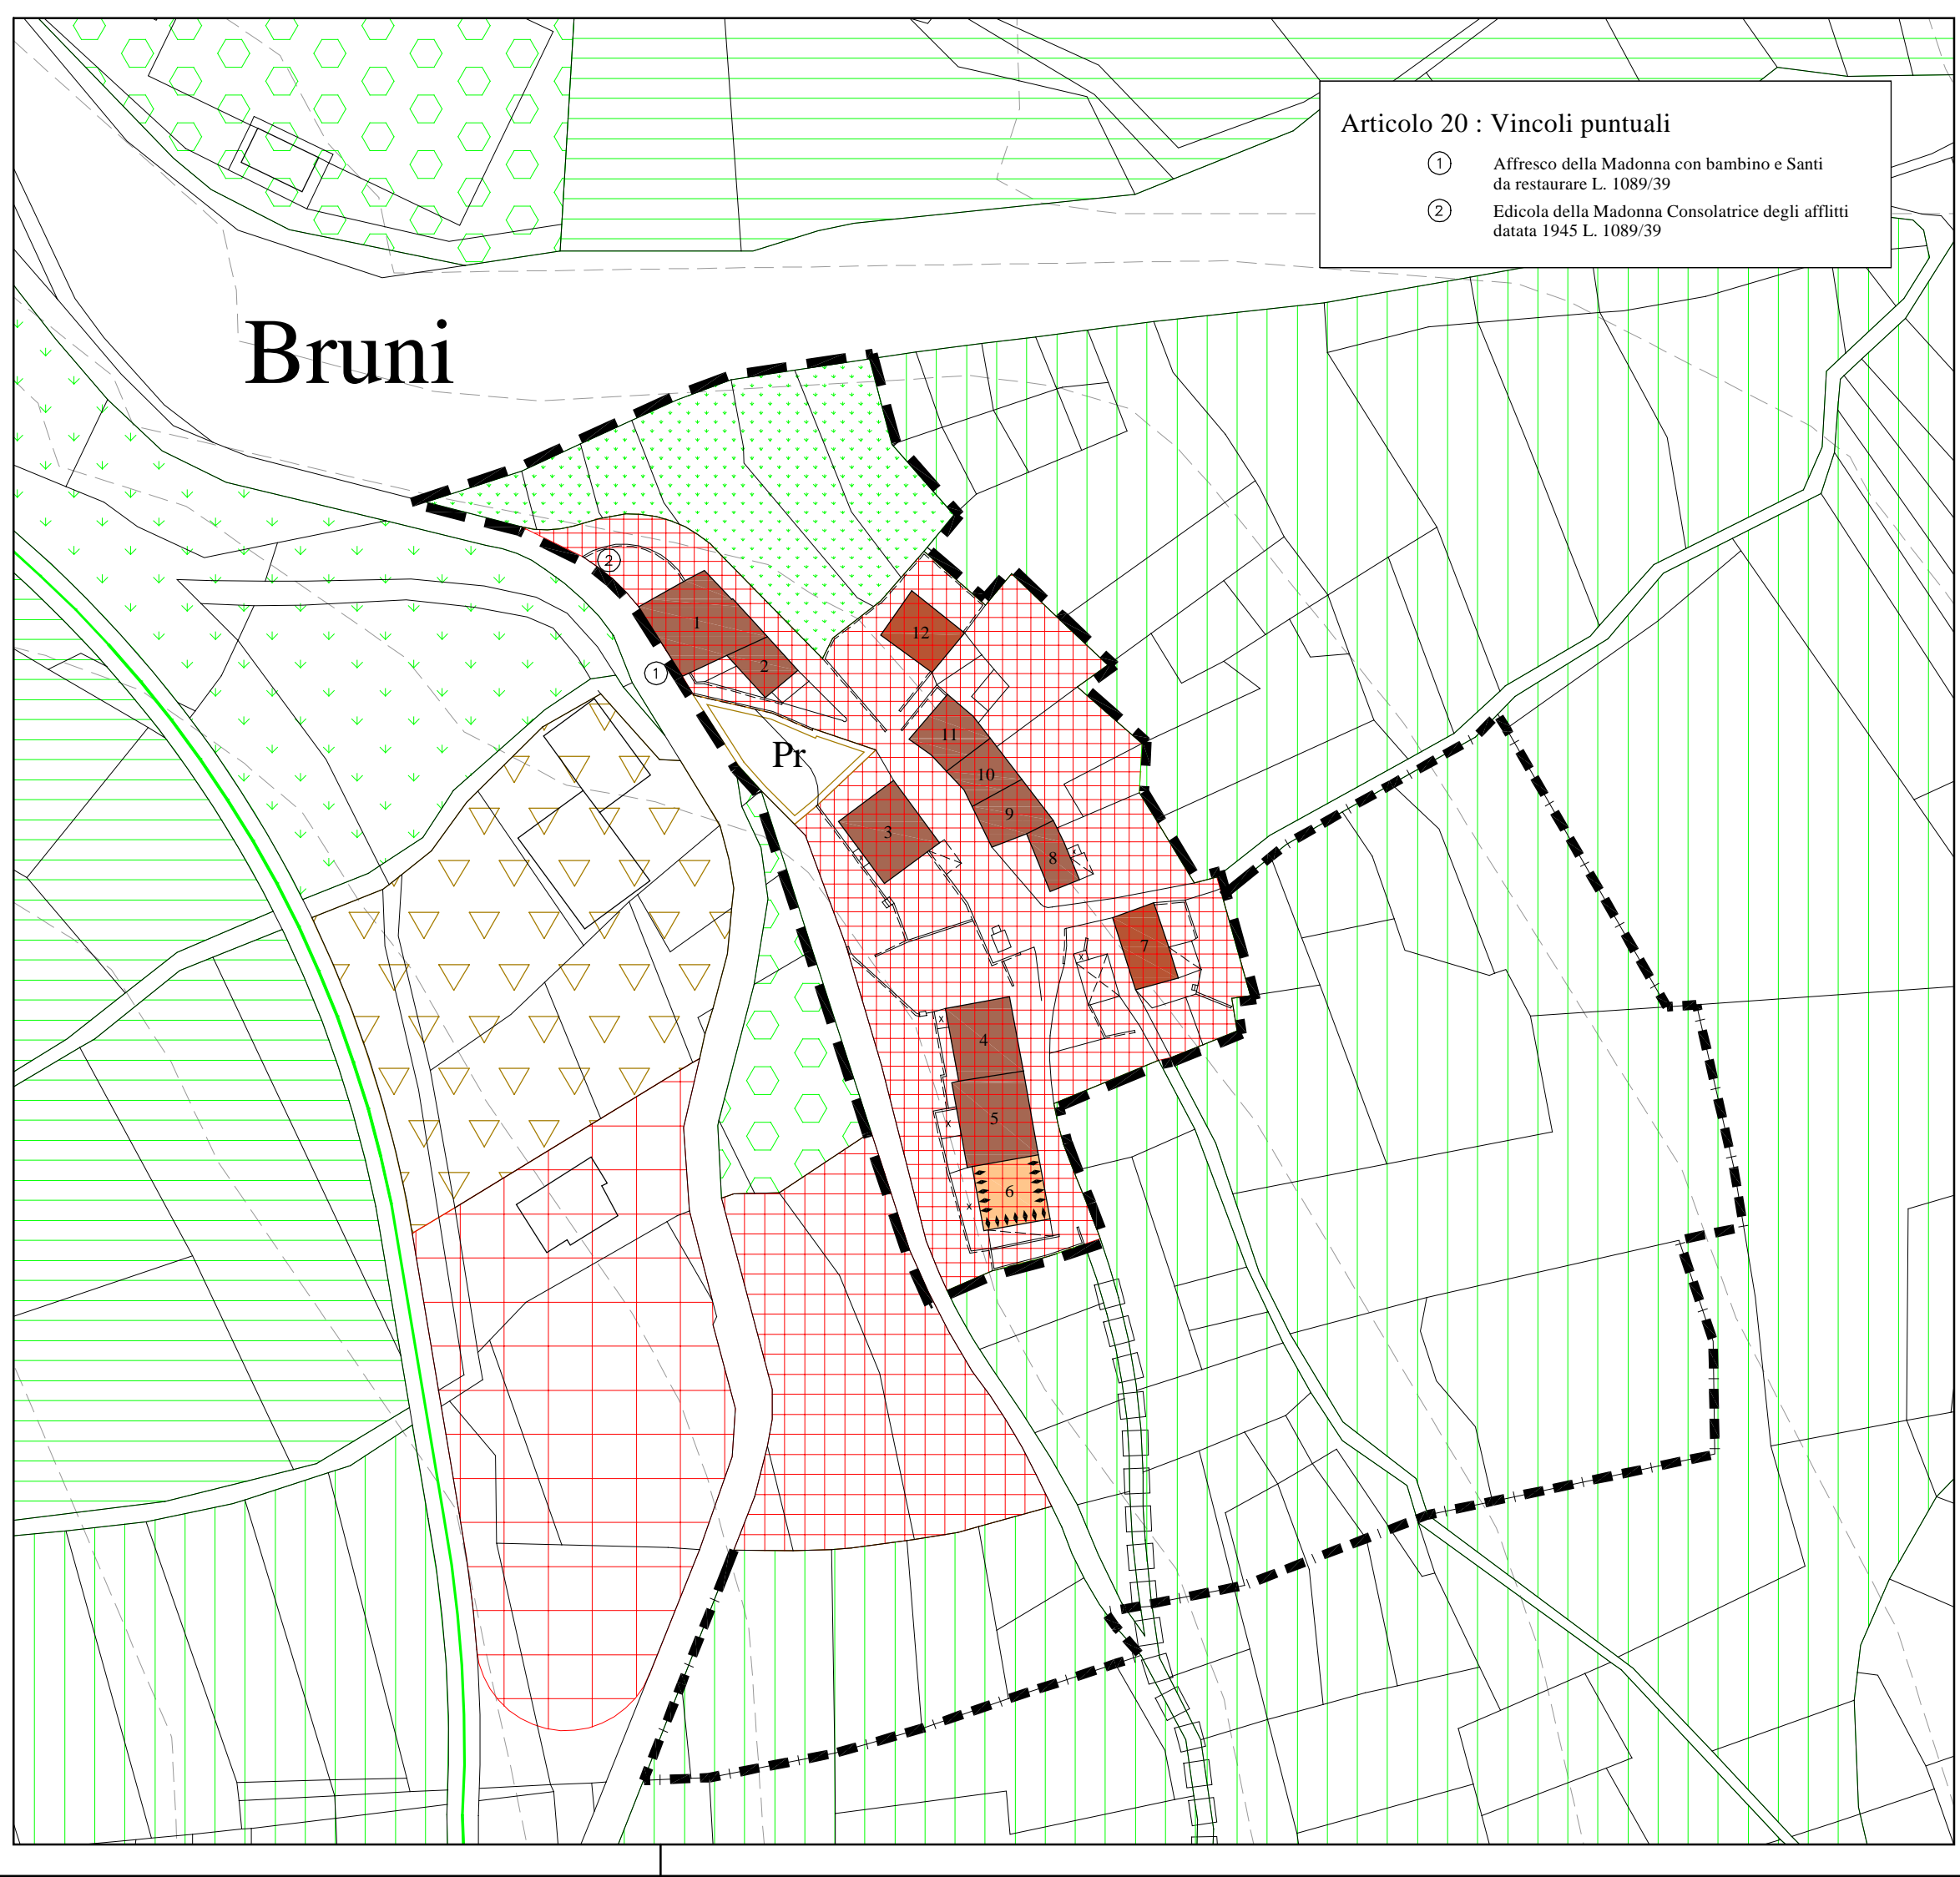 Articolo 20 : Vincoli puntuali
1 Affresco della Madonna con bambino e Santi
da restaurare L. 1089/39
2 Edicola della Madonna Consolatrice degli afflitti
datata 1945 L. 1089/39
Bruni
2
1
12
2
1
11
Pr
10
9
3
8
7
x
x
4
5
x
6
x